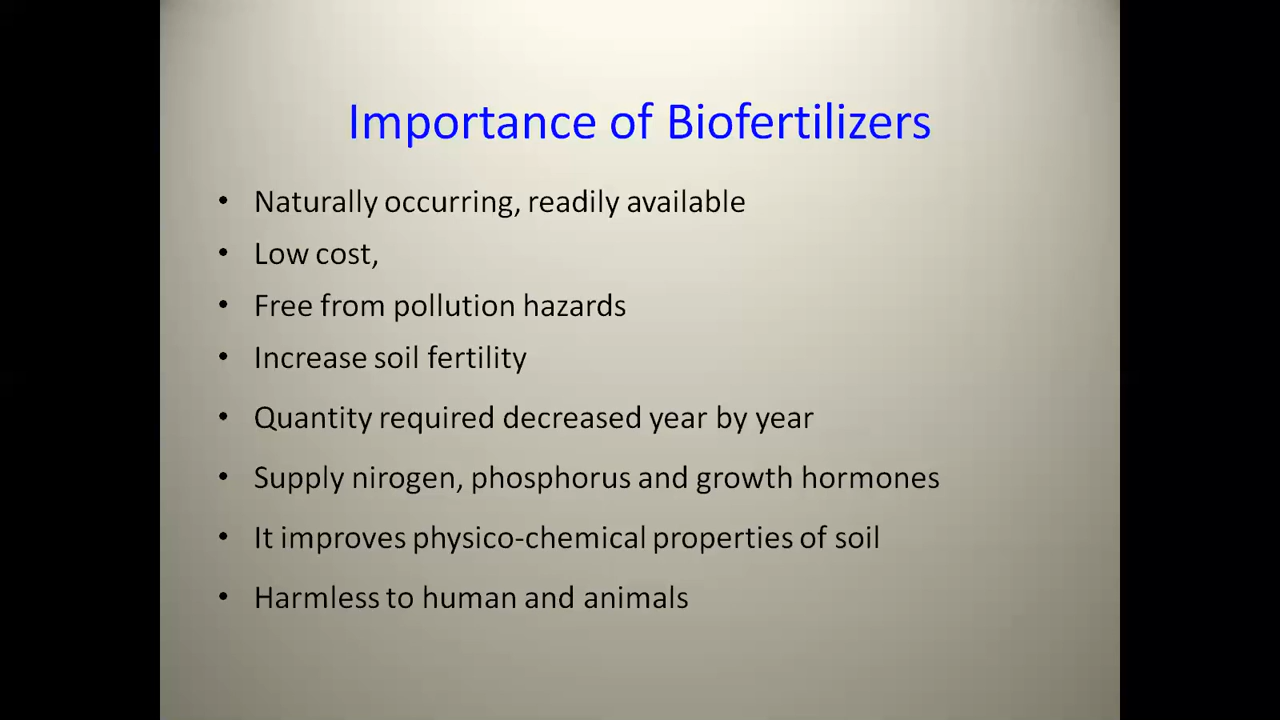 Importance of Biofertilizers
• Naturally occurring, readily available
• Low cost,
• Free from pollution hazards
• Increase soil fertility
• Quantity required decreased year by year
• Supply nirogen, phosphorus and growth hormones
• It improves physico-chemical properties of soil
• Harmless to human and animals